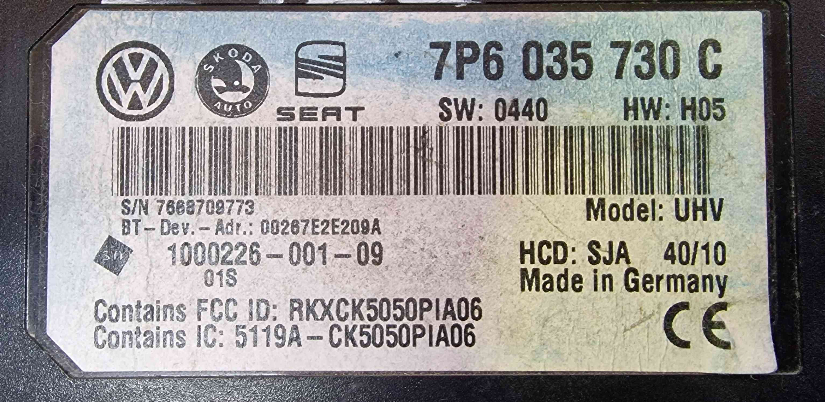 SKODA
AUTO
SEAT
7P6 035 730 C
SW: 0440 HW: H05
S/N 7668709773
BT-Dev.-Adr.: 00267E2E209A
Model: UHV
1000226-001-09
01S
HCD: SJA 40/10
Made in Germany
Contains FCC ID: RKXCK5050PIA06
Contains IC: 5119A-CK5050PIA06
CE